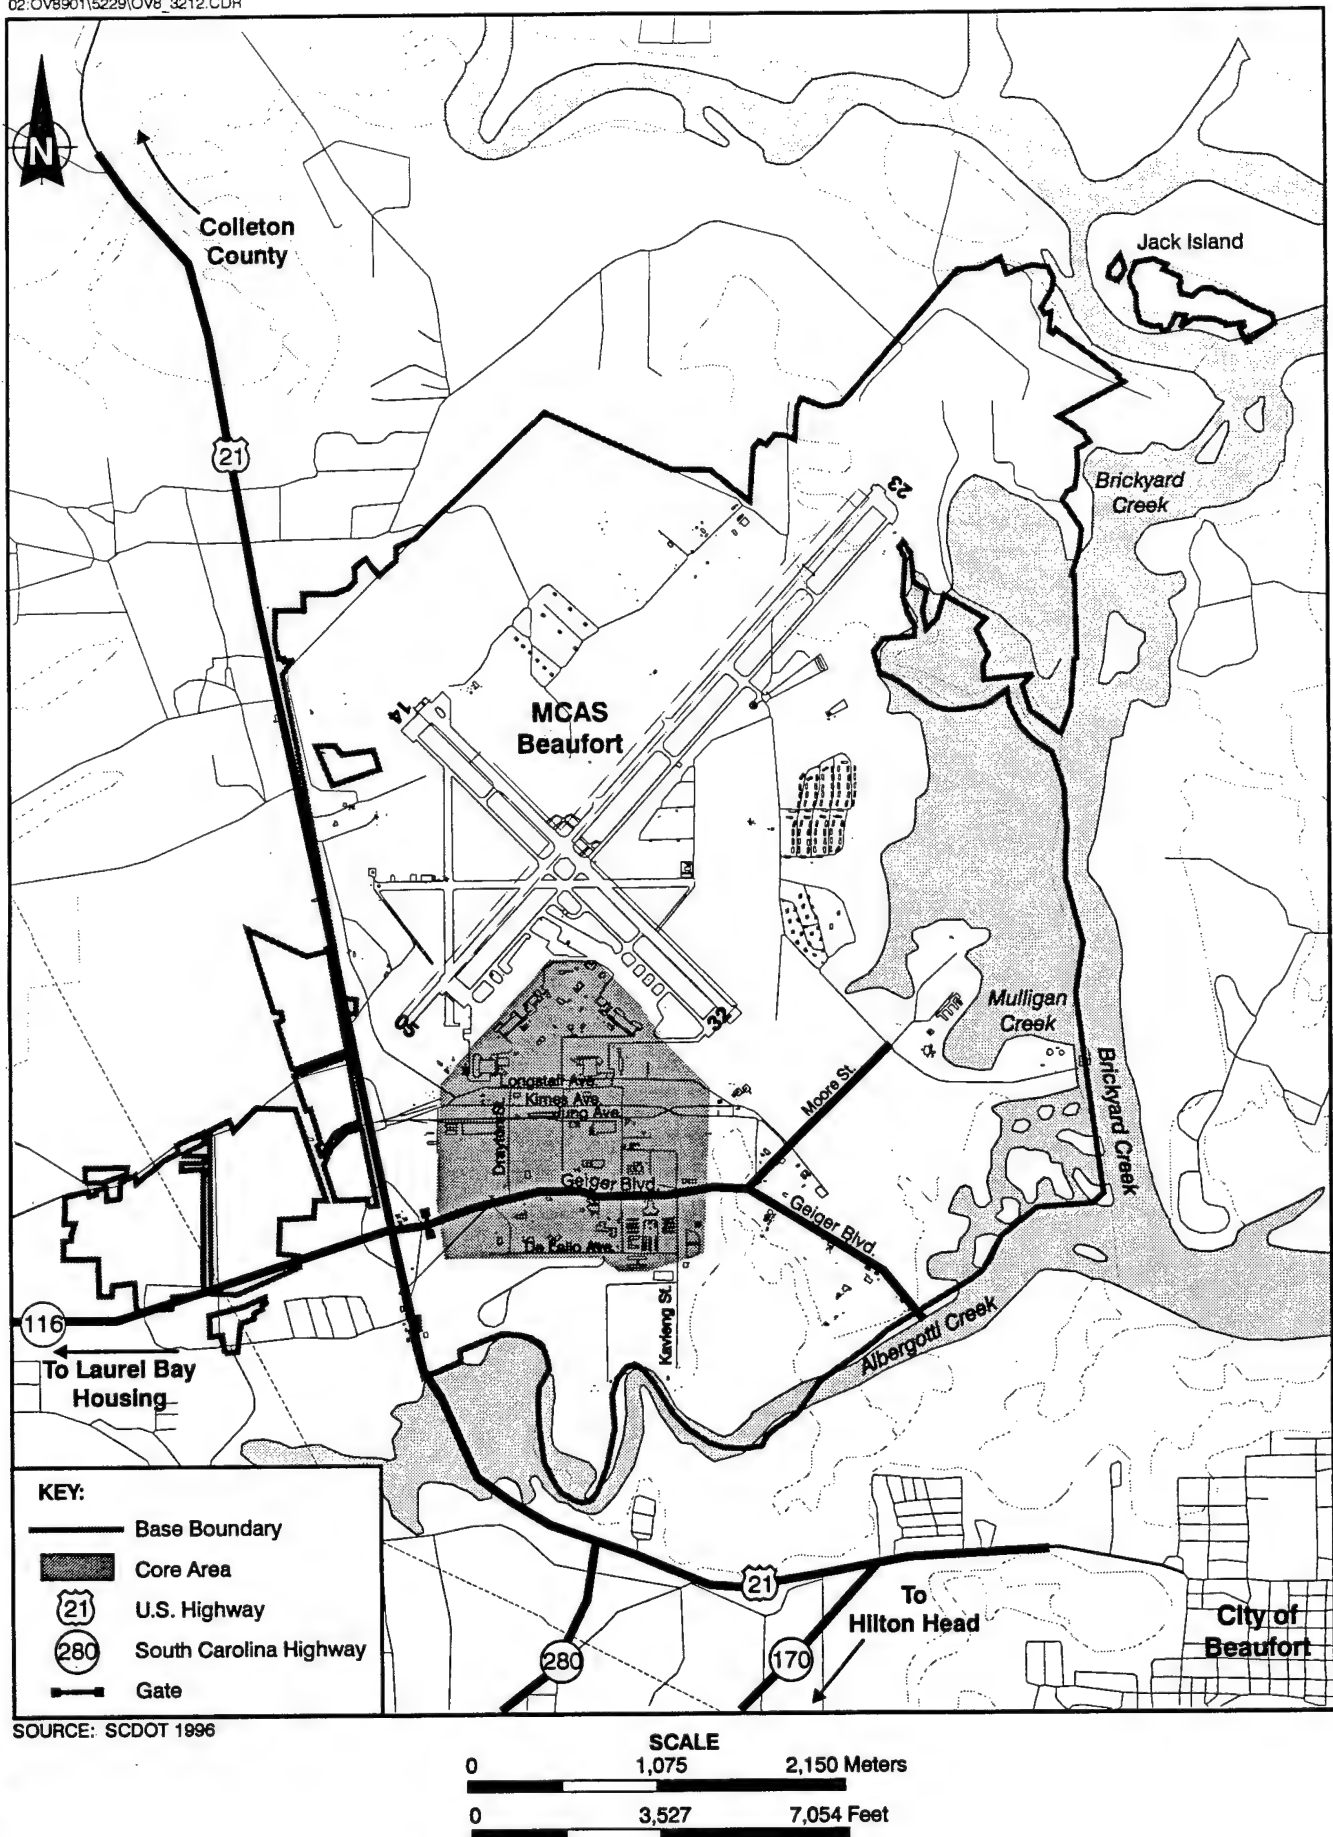 02:OV8901\5229\OV8_3212.CDR
N
Colleton
County
Jack Island
21
Brickyard
Creek
23
14
MCAS
Beaufort
05
32
Mulligan
Creek
Longstaff Ave.
Kimes Ave.
Jung Ave.
Drayton St.
Moore St.
Brickyard Creek
Geiger Blvd.
Geiger Blvd.
De Kalio Ave.
Kavieng St.
Albergotti Creek
116
To Laurel Bay
Housing
KEY:
Base Boundary
Core Area
21
U.S. Highway
280
South Carolina Highway
Gate
21
To
Hilton Head
280
170
City of
Beaufort
SOURCE: SCDOT 1996
SCALE
0 1,075 2,150 Meters
0 3,527 7,054 Feet